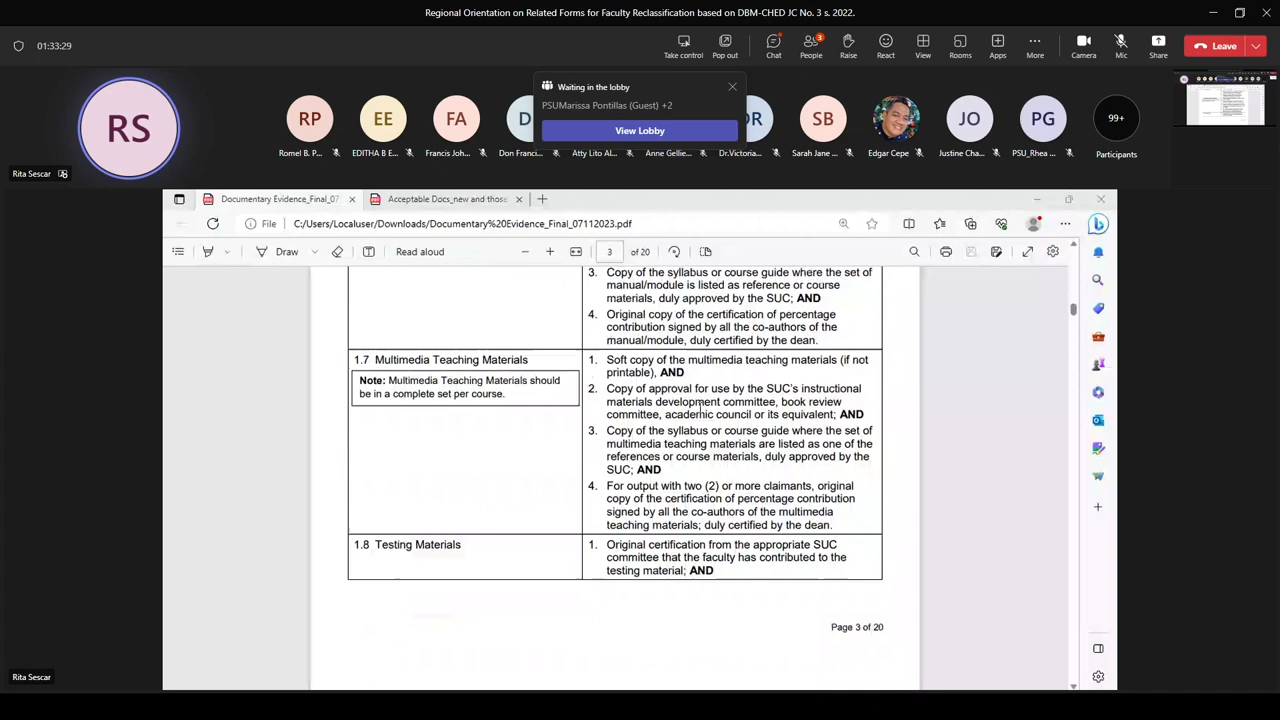 Regional Orientation on Related Forms for Faculty Reclassification based on DBM-CHED JC No. 3 s. 2022.
01:33:29
Take control
Pop out
Chat
3
People
Raise
React
View
Rooms
Apps
More
Camera
Mic
Share
Leave
Waiting in the lobby
PSUMarissa Pontillas (Guest) +2
View Lobby
RS
RP
EE
FA
D
DR
SB
JO
PG
99+
Rita Sescar
Romel B. P...
EDITHA B E...
Francis Joh...
Don Franci...
Atty Lito Al...
Anne Gellie...
Dr.Victoria...
Sarah Jane ...
Edgar Cepe
Justine Cha...
PSU_Rhea ...
Participants
Documentary Evidence_Final_07
Acceptable Docs_new and those
File
C:/Users/Localuser/Downloads/Documentary%20Evidence_Final_07112023.pdf
Draw
Read aloud
3
of 20
3. Copy of the syllabus or course guide where the set of
manual/module is listed as reference or course
materials, duly approved by the SUC; AND
4. Original copy of the certification of percentage
contribution signed by all the co-authors of the
manual/module, duly certified by the dean.
1.7 Multimedia Teaching Materials
Note: Multimedia Teaching Materials should
be in a complete set per course.
1. Soft copy of the multimedia teaching materials (if not
printable), AND
2. Copy of approval for use by the SUC's instructional
materials development committee, book review
committee, academic council or its equivalent; AND
3. Copy of the syllabus or course guide where the set of
multimedia teaching materials are listed as one of the
references or course materials, duly approved by the
SUC; AND
4. For output with two (2) or more claimants, original
copy of the certification of percentage contribution
signed by all the co-authors of the multimedia
teaching materials; duly certified by the dean.
1.8 Testing Materials
1. Original certification from the appropriate SUC
committee that the faculty has contributed to the
testing material; AND
Page 3 of 20
Rita Sescar